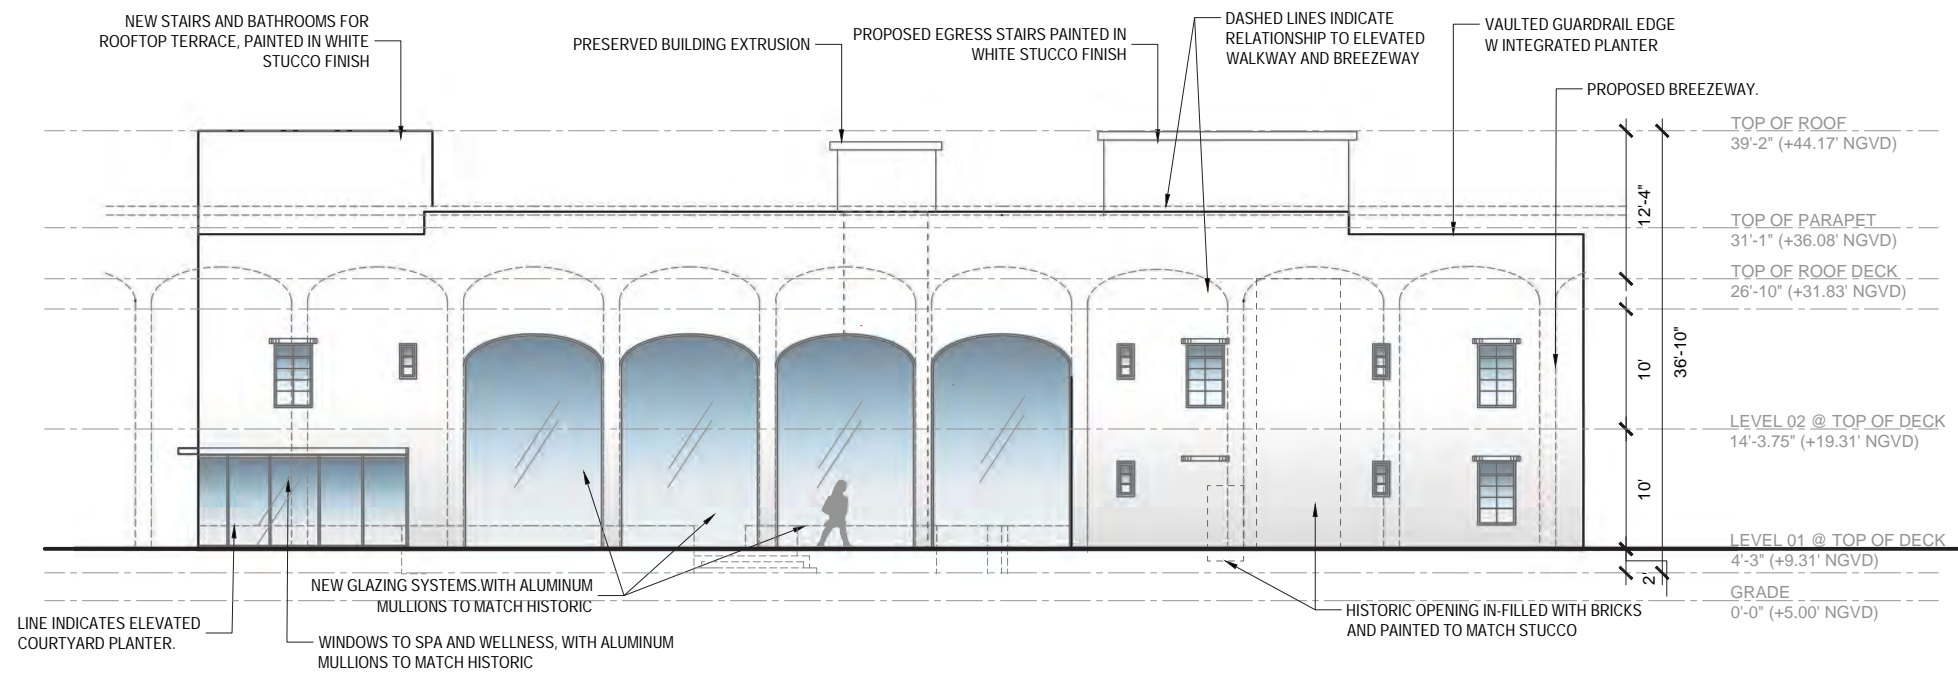 NEW STAIRS AND BATHROOMS FOR
ROOFTOP TERRACE, PAINTED IN WHITE
STUCCO FINISH
PRESERVED BUILDING EXTRUSION
PROPOSED EGRESS STAIRS PAINTED IN
WHITE STUCCO FINISH
DASHED LINES INDICATE
RELATIONSHIP TO ELEVATED
WALKWAY AND BREEZEWAY
VAULTED GUARDRAIL EDGE
W INTEGRATED PLANTER
PROPOSED BREEZEWAY.
TOP OF ROOF
39'-2" (+44.17' NGVD)
12'-4"
TOP OF PARAPET
31'-1" (+36.08' NGVD)
TOP OF ROOF DECK
26'-10" (+31.83' NGVD)
36'-10"
10'
LEVEL 02 @ TOP OF DECK
14'-3.75" (+19.31' NGVD)
10'
LEVEL 01 @ TOP OF DECK
4'-3" (+9.31' NGVD)
2'
GRADE
0'-0" (+5.00' NGVD)
NEW GLAZING SYSTEMS.WITH ALUMINUM
MULLIONS TO MATCH HISTORIC
HISTORIC OPENING IN-FILLED WITH BRICKS
AND PAINTED TO MATCH STUCCO
LINE INDICATES ELEVATED
COURTYARD PLANTER.
WINDOWS TO SPA AND WELLNESS, WITH ALUMINUM
MULLIONS TO MATCH HISTORIC